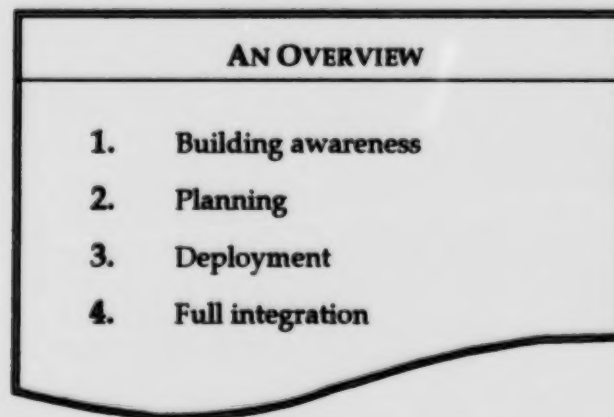 AN OVERVIEW
1. Building awareness
2. Planning
3. Deployment
4. Full integration